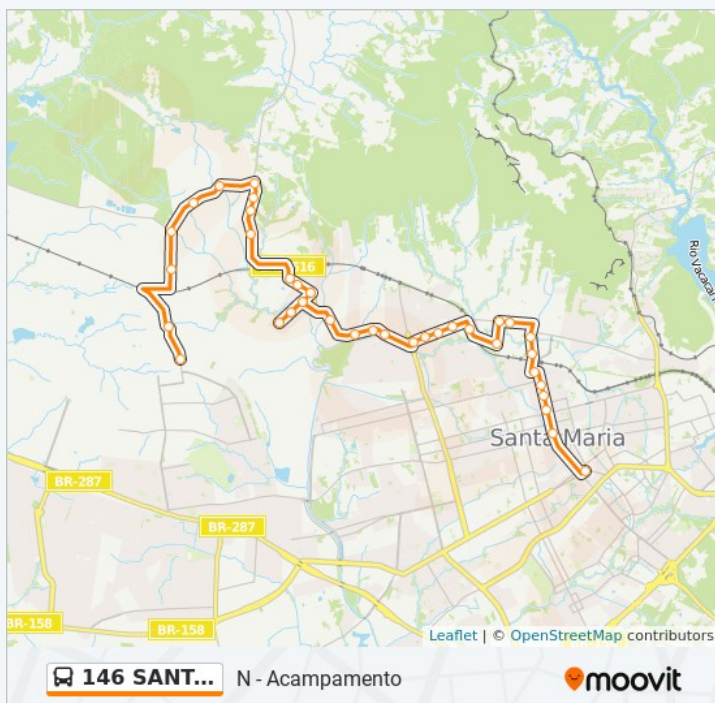 516
Rio Vacacaí
Santa Maria
BR-287
BR-287
BR-158
BR-158
Leaflet | © OpenStreetMap contributors
146 SANT...
N - Acampamento
moovit